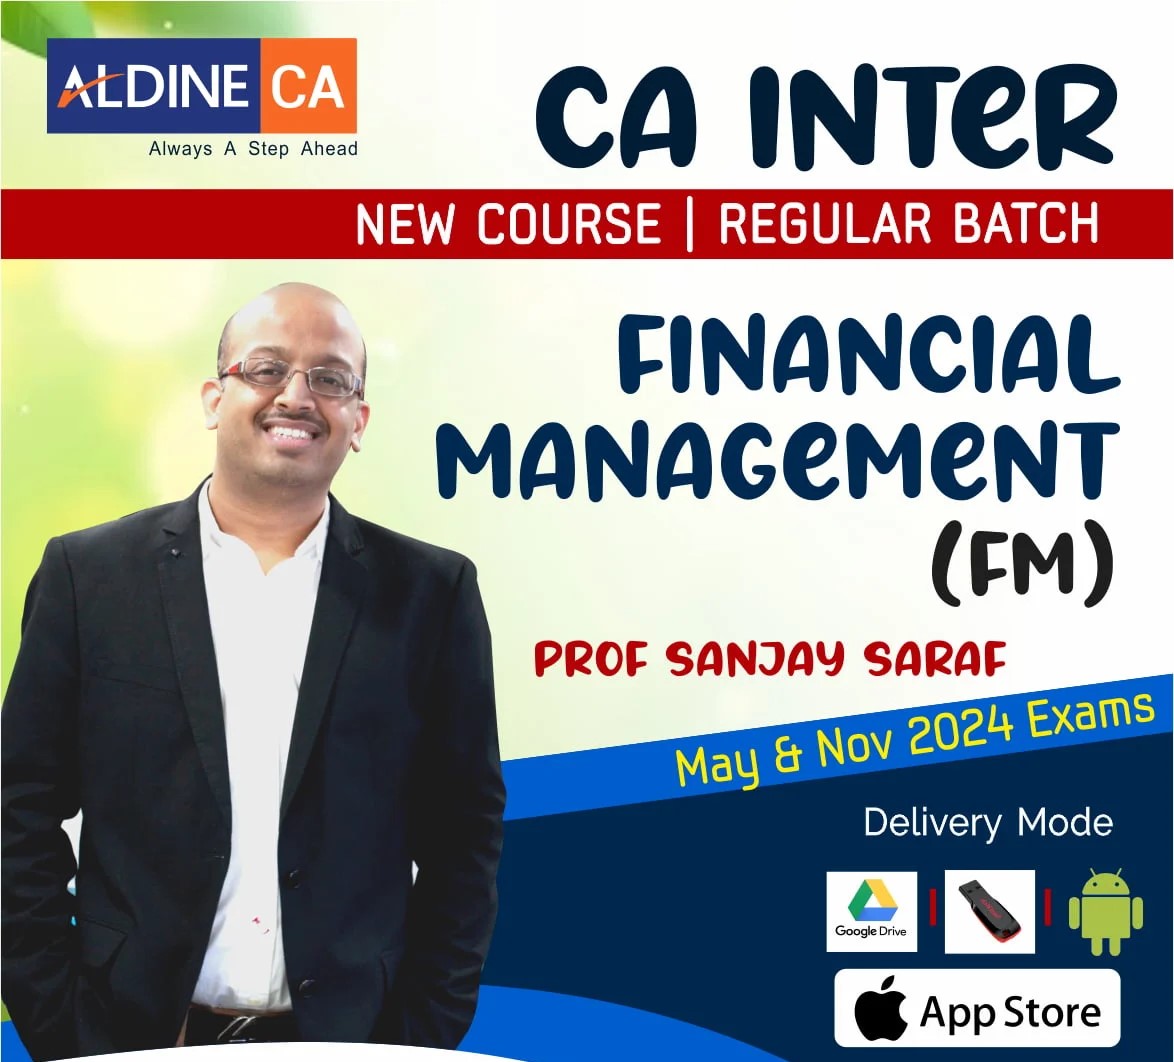 ALDINE CA
Always A Step Ahead
CA INTeR
NEW COURSE | REGULAR BATCH
FINANCIAL
MANAGeMeNT
(FM)
PROF SANJAY SARAF
May & Nov 2024 Exams
Delivery Mode
Google Drive
App Store